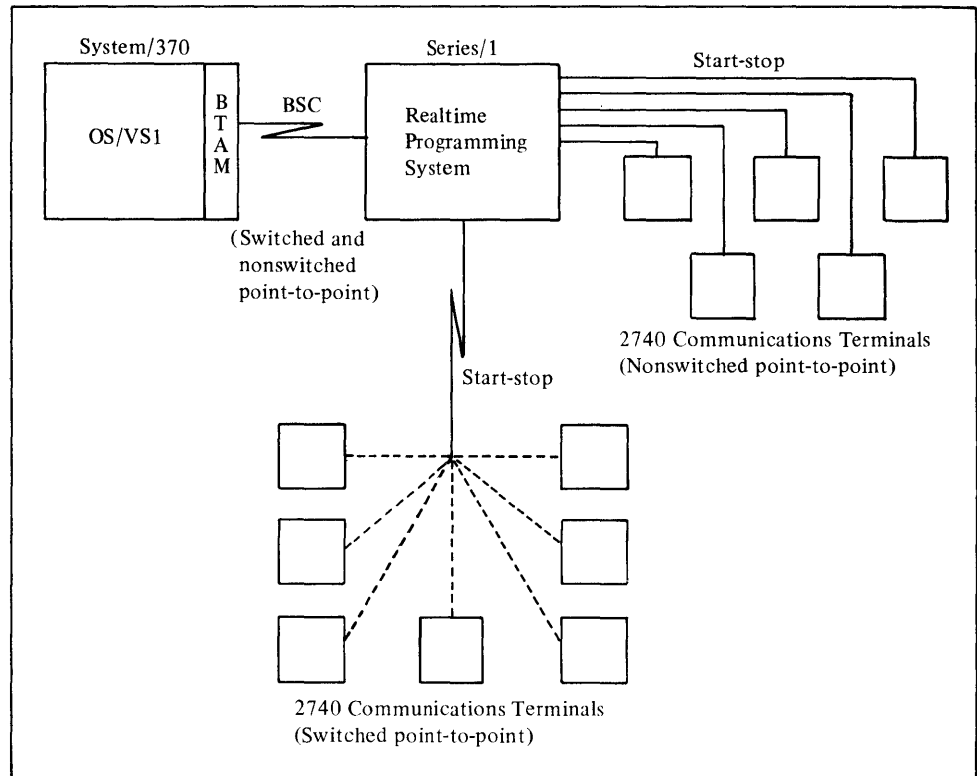 System/370
Series/1
Start-stop
OS/VS1
BTAM
BSC
Realtime
Programming
System
(Switched and
nonswitched
point-to-point)
2740 Communications Terminals
(Nonswitched point-to-point)
Start-stop
2740 Communications Terminals
(Switched point-to-point)